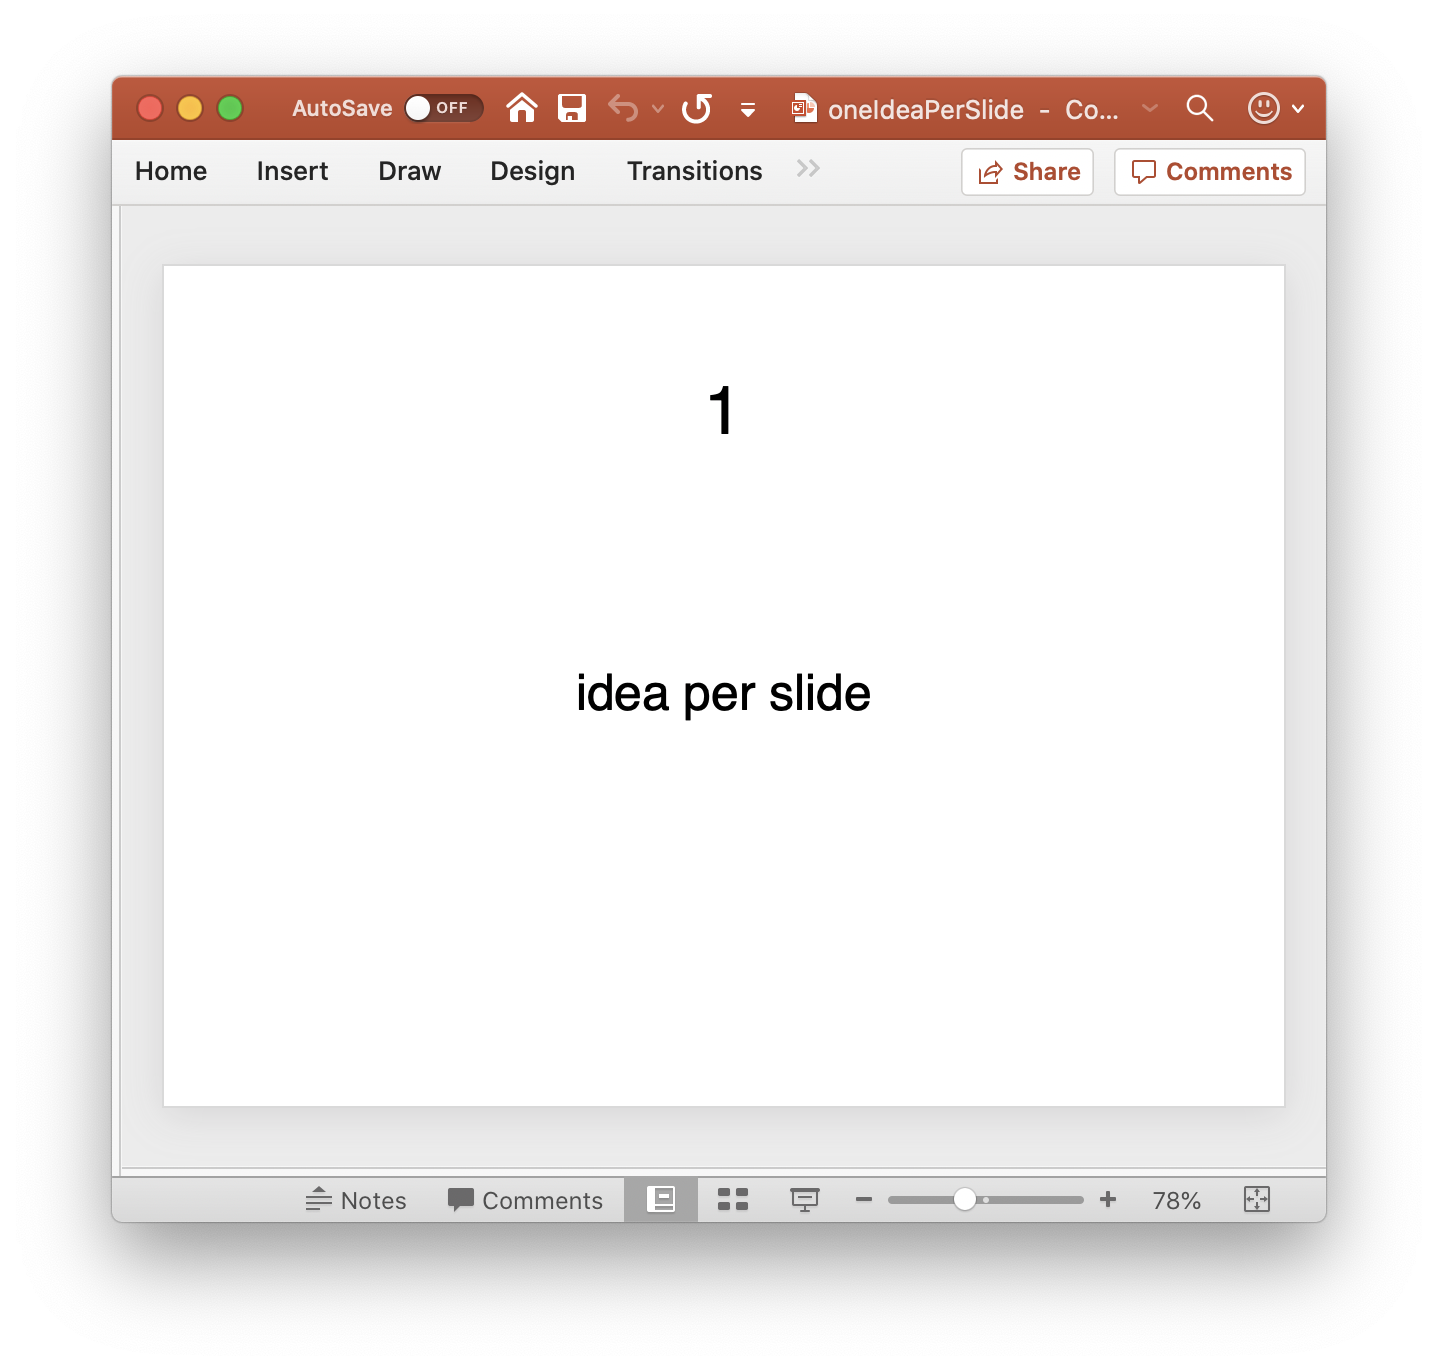 AutoSave OFF oneIdeaPerSlide - Co...
Home Insert Draw Design Transitions Share Comments
1
idea per slide
Notes Comments 78%